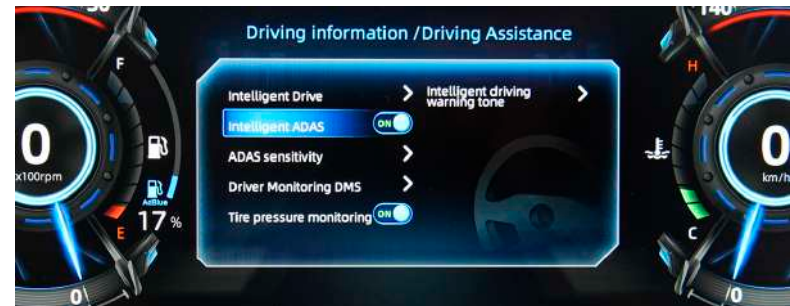 Driving information /Driving Assistance
140
F
H
Intelligent Drive
Intelligent driving
warning tone
Intelligent ADAS
ON
0
x100rpm
AdBlue
17 %
E
ADAS sensitivity
Driver Monitoring DMS
Tire pressure monitoring
ON
0
km/h
C
0